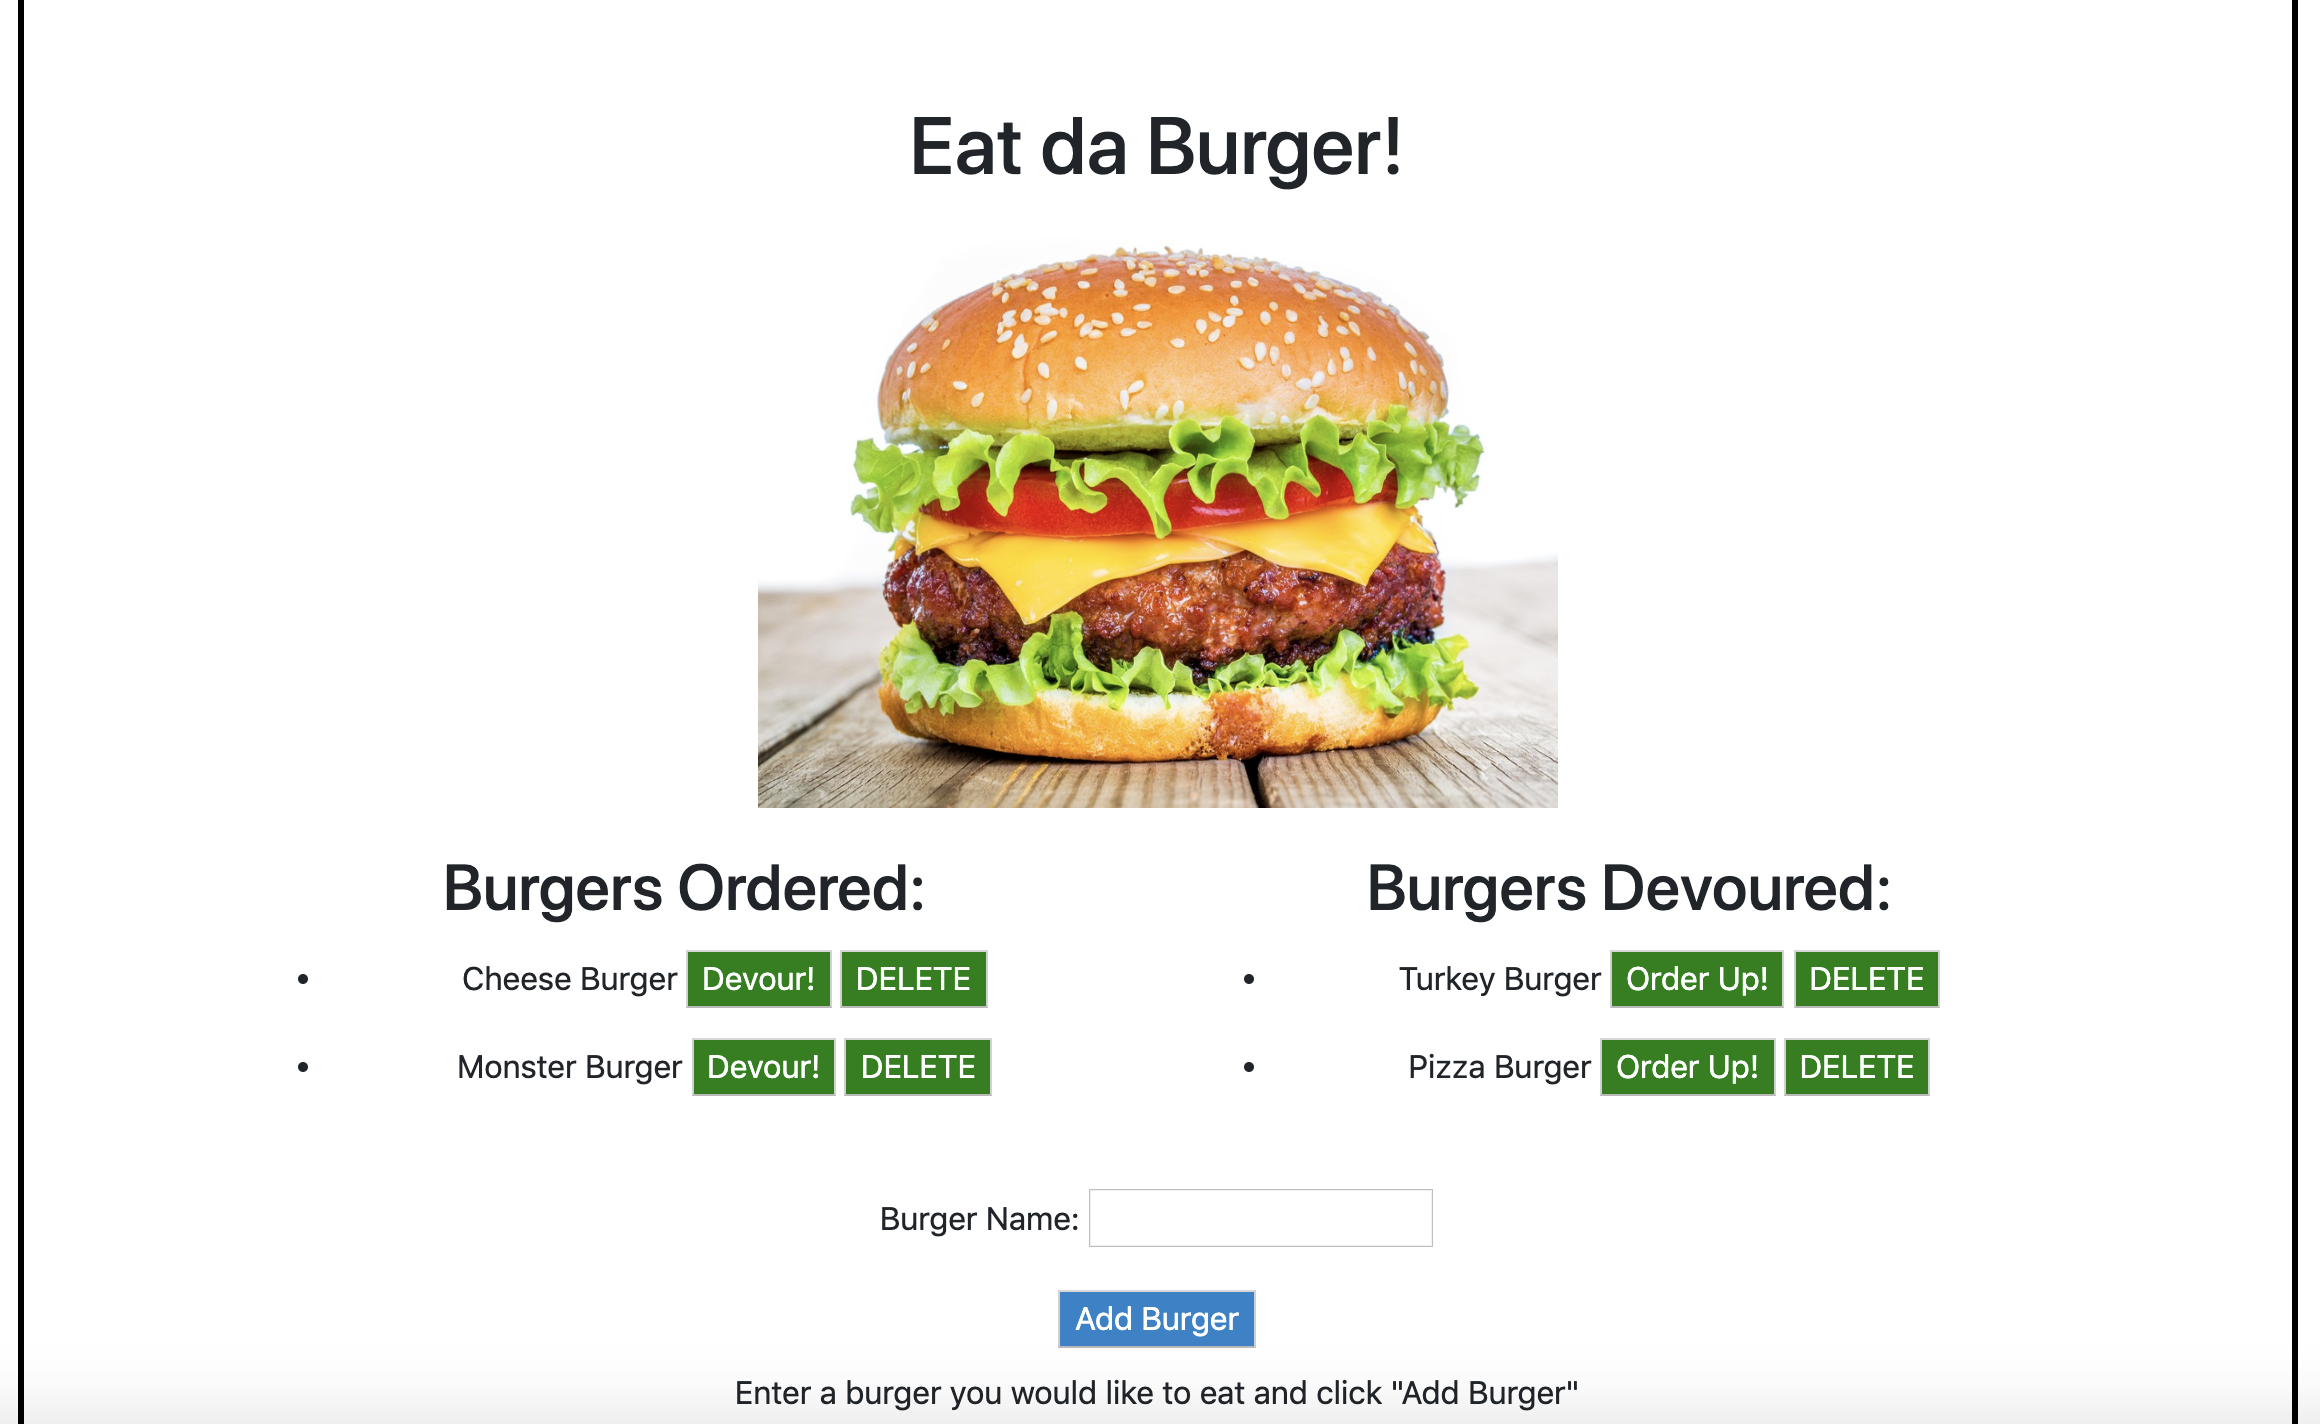 Eat da Burger!
Burgers Ordered:
Cheese Burger Devour! DELETE
Monster Burger Devour! DELETE
Burgers Devoured:
Turkey Burger Order Up! DELETE
Pizza Burger Order Up! DELETE
Burger Name:
Add Burger
Enter a burger you would like to eat and click "Add Burger"